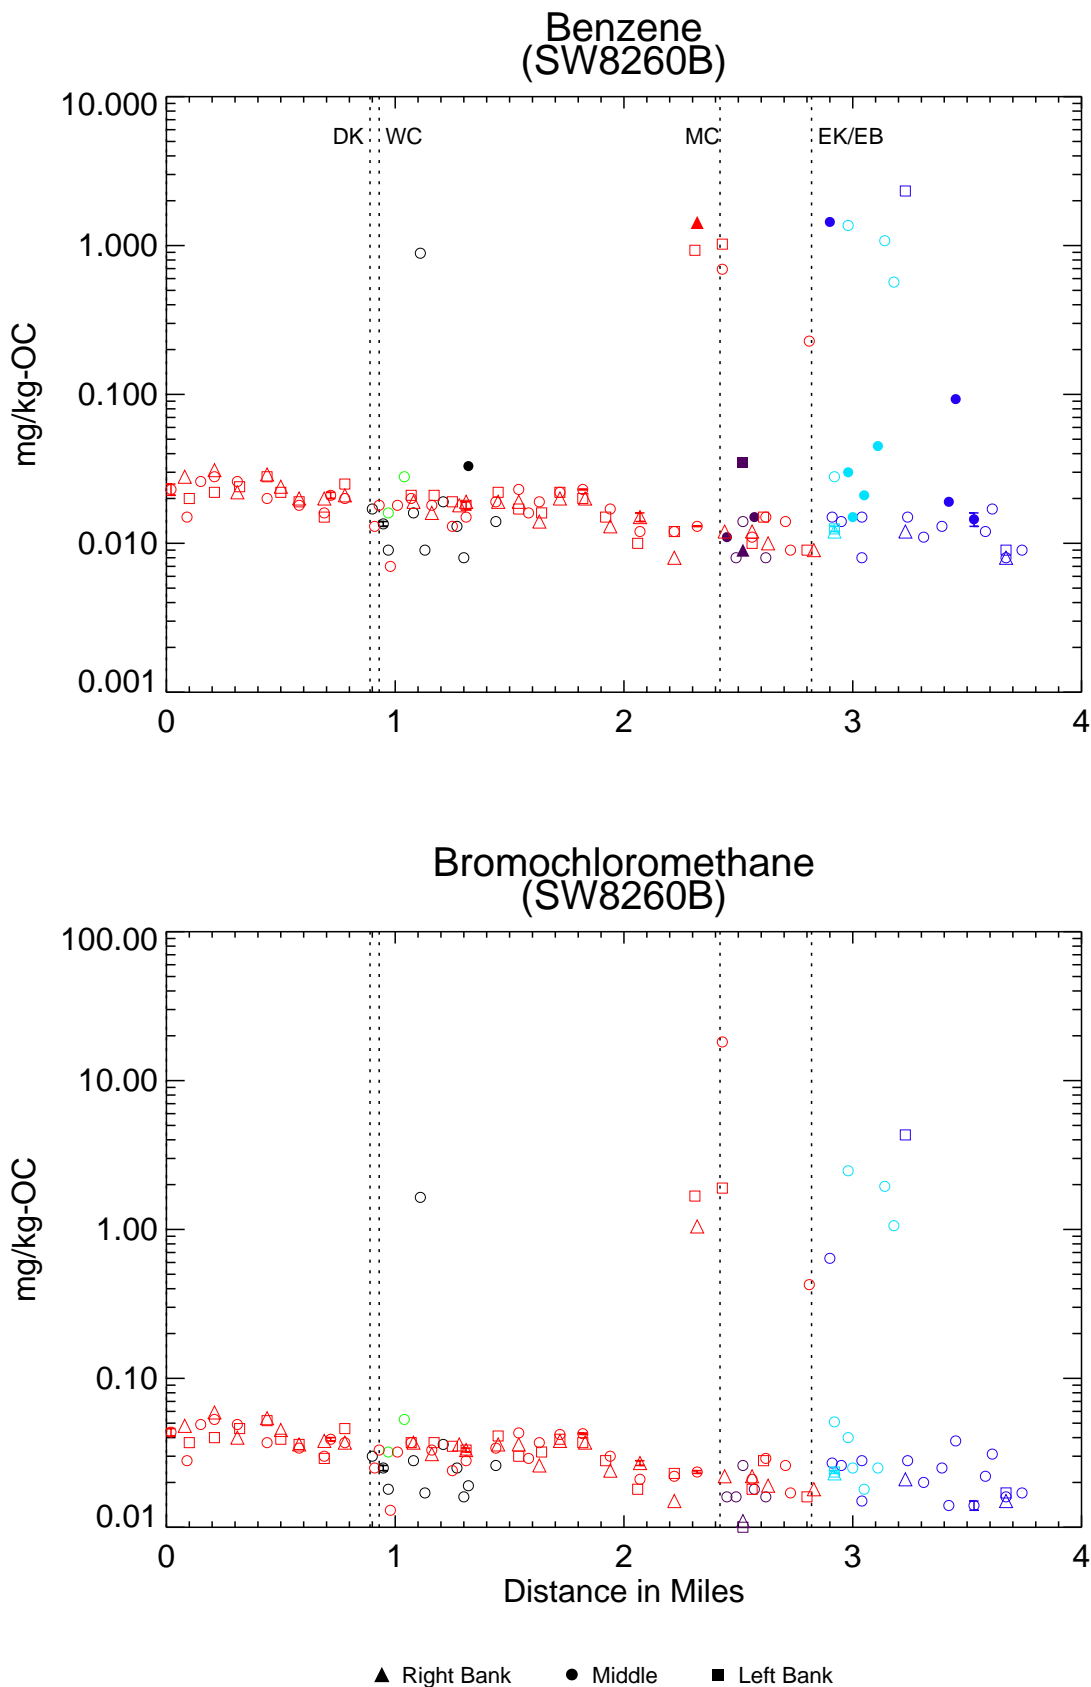 Benzene
(SW8260B)
10.000
DK WC MC EK/EB
1.000
mg/kg-OC
0.100
0.010
0.001
0 1 2 3 4
Bromochloromethane
(SW8260B)
100.00
10.00
mg/kg-OC
1.00
0.10
0.01
0 1 2 3 4
Distance in Miles
Right Bank Middle Left Bank